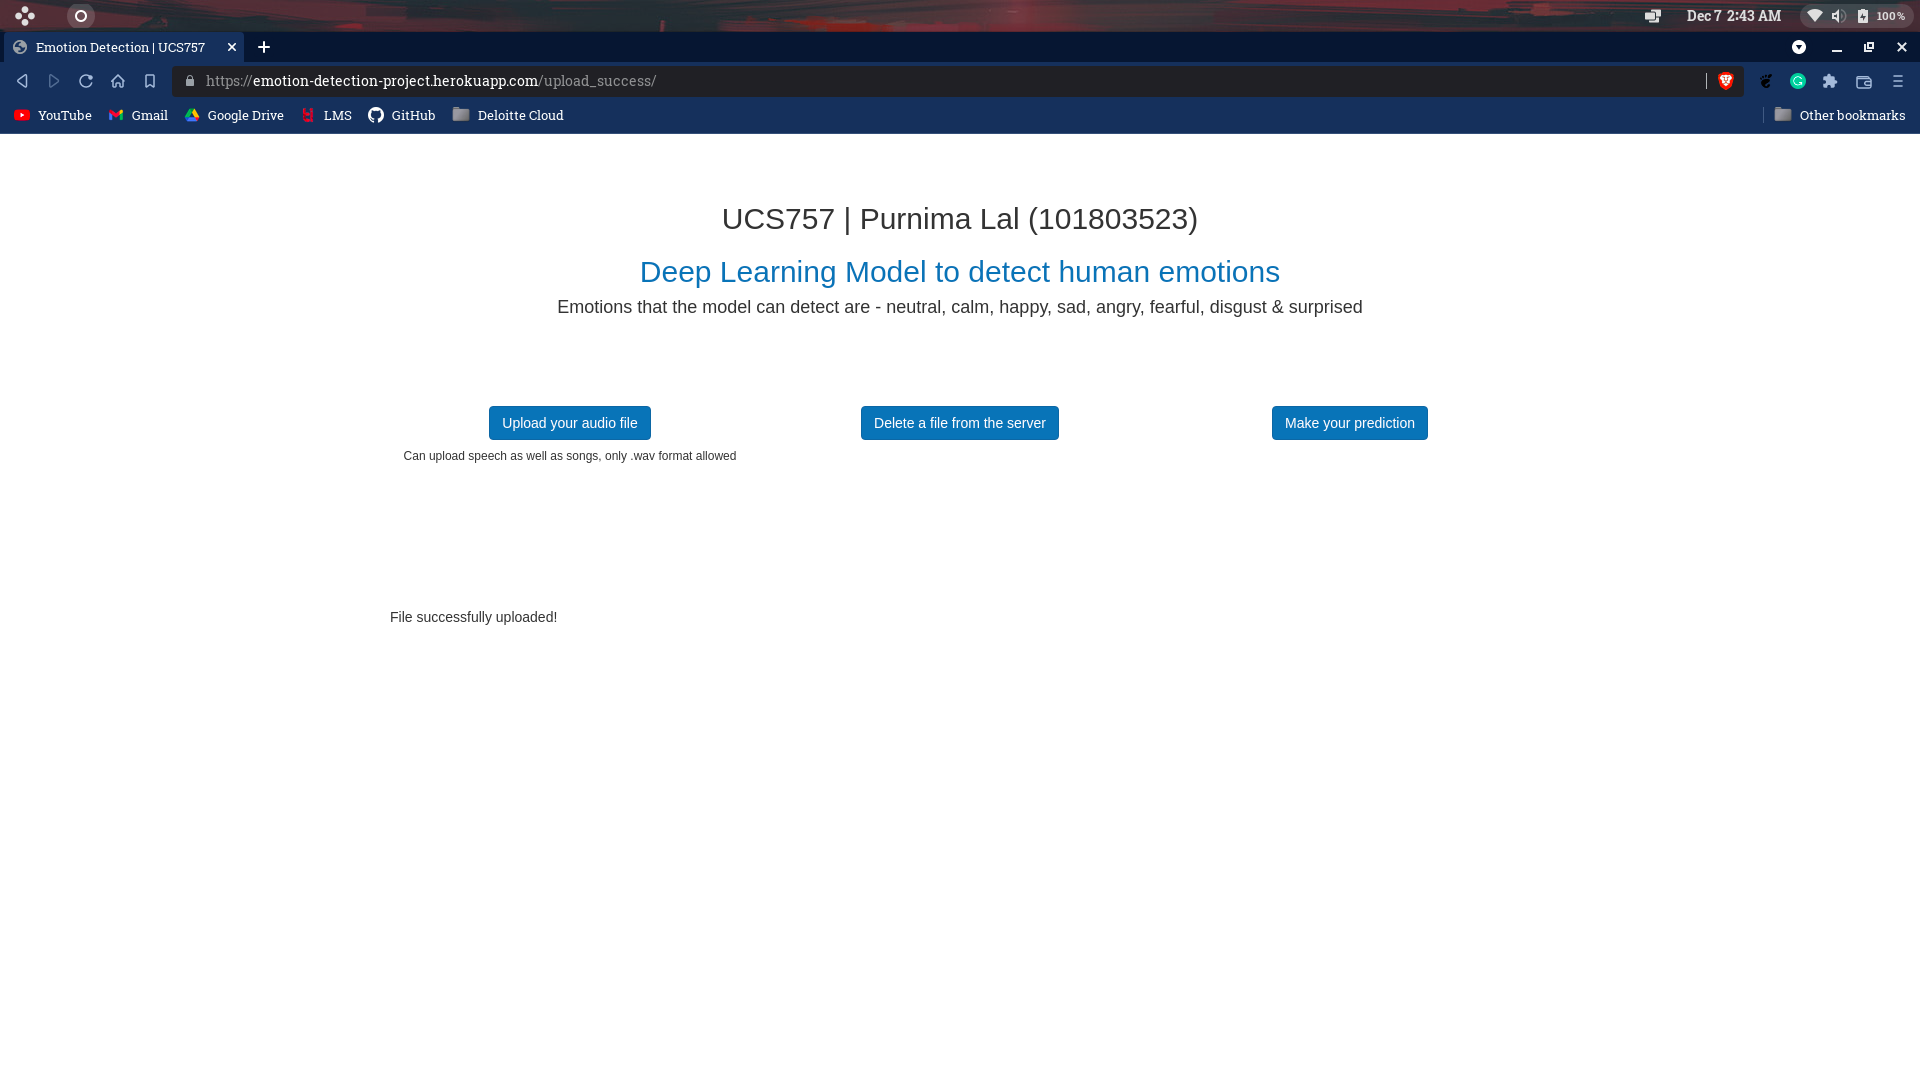 Dec 7 2:43 AM
100%
Emotion Detection | UCS757
https://emotion-detection-project.herokuapp.com/upload_success/
YouTube
Gmail
Google Drive
LMS
GitHub
Deloitte Cloud
Other bookmarks
UCS757 | Purnima Lal (101803523)
Deep Learning Model to detect human emotions
Emotions that the model can detect are - neutral, calm, happy, sad, angry, fearful, disgust & surprised
Upload your audio file
Delete a file from the server
Make your prediction
Can upload speech as well as songs, only .wav format allowed
File successfully uploaded!